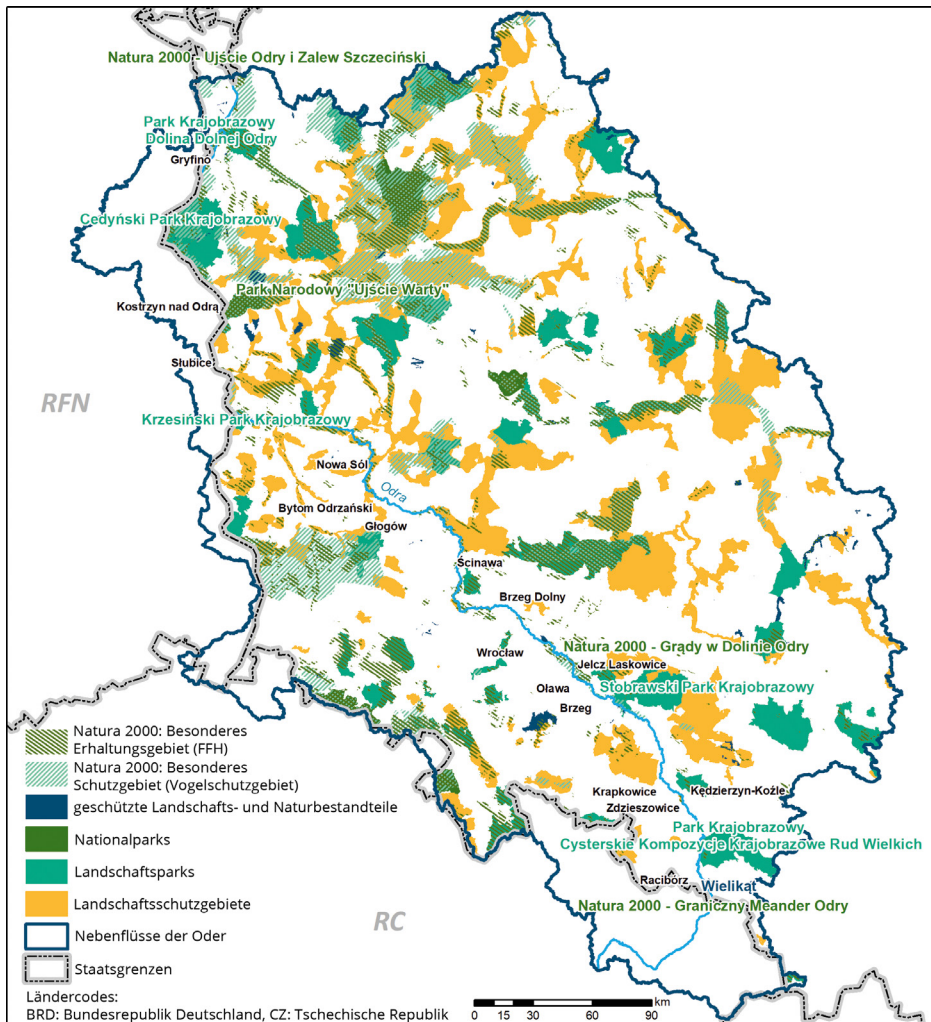 Natura 2000 - Ujście Odry i Zalew Szczeciński
Park Krajobrazowy
Dolina Dolnej Odry
Gryfino
Cedyński Park Krajobrazowy
Park Narodowy "Ujście Warty"
Kostrzyn nad Odrą
Słubice
RFN
Krzesiński Park Krajobrazowy
Nowa Sól
Odra
Bytom Odrzański
Głogów
Ścinawa
Brzeg Dolny
Wrocław
Natura 2000 - Grądy w Dolinie Odry
Jelcz Laskowice
Oława
Stobrawski Park Krajobrazowy
Brzeg
Krapkowice
Kędzierzyn-Koźle
Zdzieszowice
Park Krajobrazowy
Cysterskie Kompozycje Krajobrazowe Rud Wielkich
Racibórz
Wielikąt
Natura 2000 - Graniczny Meander Odry
RC
Natura 2000: Besonderes
Erhaltungsgebiet (FFH)
Natura 2000: Besonderes
Schutzgebiet (Vogelschutzgebiet)
geschützte Landschafts- und Naturbestandteile
Nationalparks
Landschaftsparks
Landschaftsschutzgebiete
Nebenflüsse der Oder
Staatsgrenzen
Ländercodes:
BRD: Bundesrepublik Deutschland, CZ: Tschechische Republik
km
0 15 30 60 90